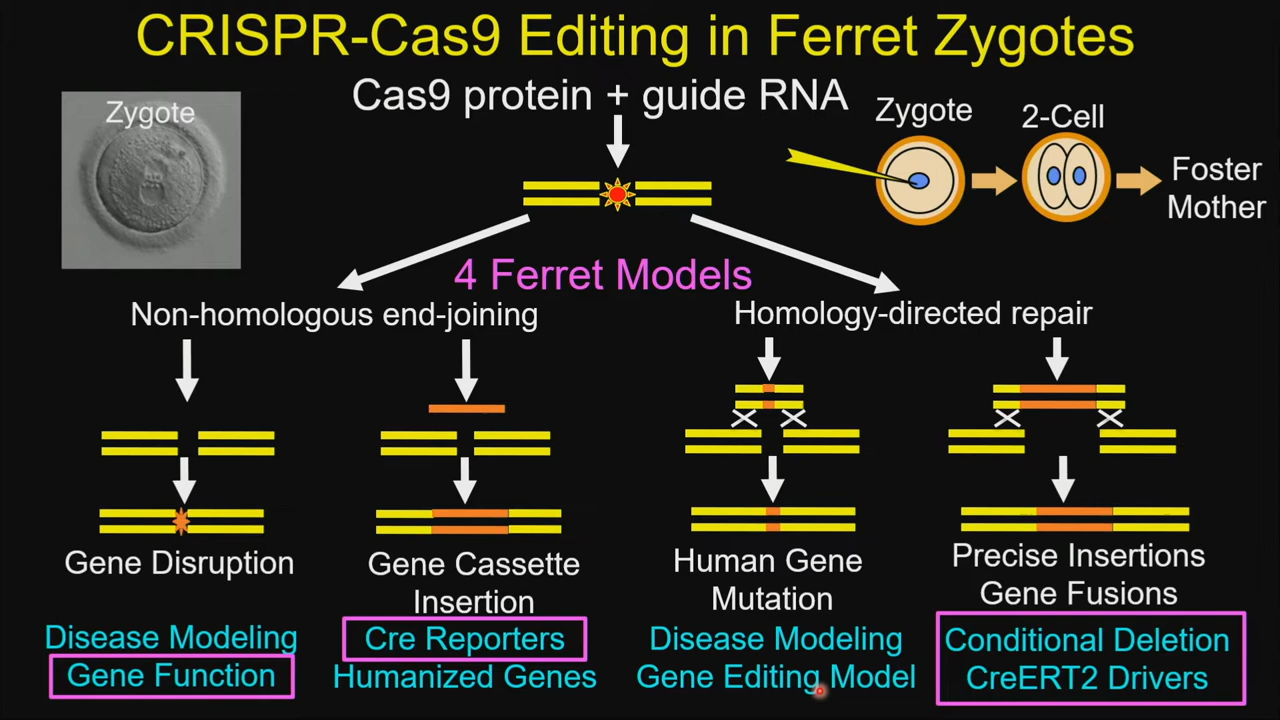 CRISPR-Cas9 Editing in Ferret Zygotes
Cas9 protein + guide RNA
Zygote
Zygote
2-Cell
Foster
Mother
4 Ferret Models
Non-homologous end-joining
Homology-directed repair
Gene Disruption
Disease Modeling
Gene Function
Gene Cassette
Insertion
Cre Reporters
Humanized Genes
Human Gene
Mutation
Disease Modeling
Gene Editing Model
Precise Insertions
Gene Fusions
Conditional Deletion
CreERT2 Drivers